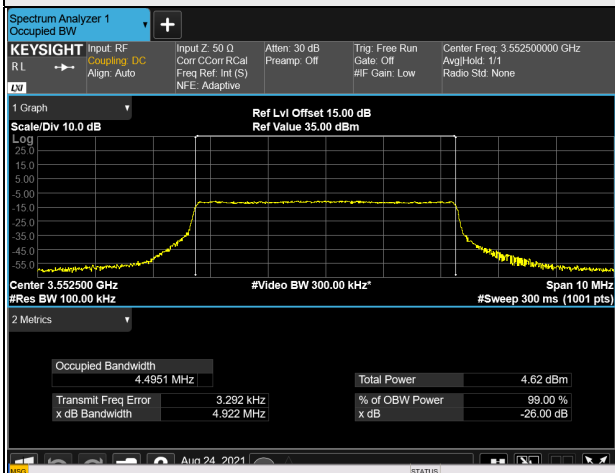 Spectrum Analyzer 1
Occupied BW
+
KEYSIGHT Input: RF Input Z: 50 Ω Atten: 30 dB Trig: Free Run Center Freq: 3.552500000 GHz
RL Coupling: DC Corr CCorr RCal Preamp: Off Gate: Off Avg|Hold: 1/1
Align: Auto Freq Ref: Int (S) #IF Gain: Low Radio Std: None
LXI NFE: Adaptive
1 Graph Ref Lvl Offset 15.00 dB
Scale/Div 10.0 dB Ref Value 35.00 dBm
Log
25.0
15.0
5.00
-5.00
-15.0
-25.0
-35.0
-45.0
-55.0
Center 3.552500 GHz #Video BW 300.00 kHz* Span 10 MHz
#Res BW 100.00 kHz #Sweep 300 ms (1001 pts)
2 Metrics
Occupied Bandwidth
4.4951 MHz Total Power 4.62 dBm
Transmit Freq Error 3.292 kHz % of OBW Power 99.00 %
x dB Bandwidth 4.922 MHz x dB -26.00 dB
Aug 24, 2021
MSG STATUS